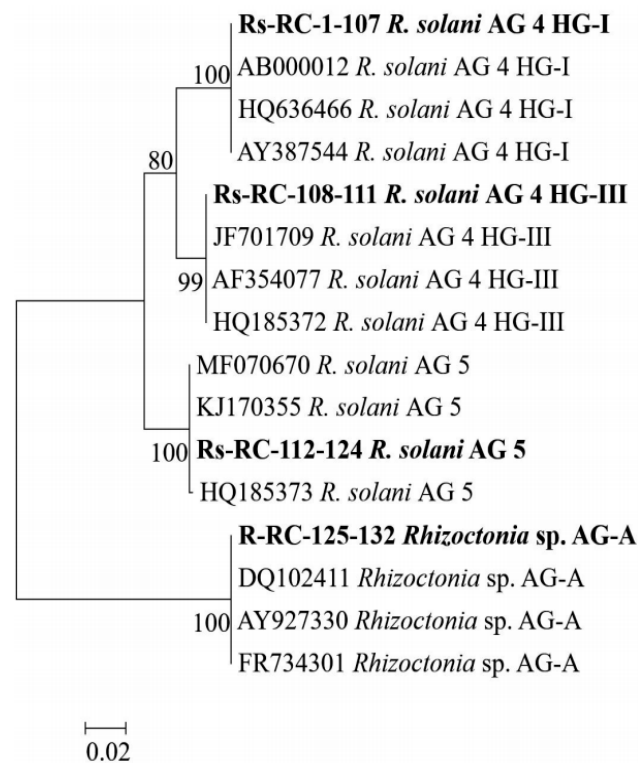 Rs-RC-1-107 R. solani AG 4 HG-I
100
AB000012 R. solani AG 4 HG-I
HQ636466 R. solani AG 4 HG-I
AY387544 R. solani AG 4 HG-I
80
Rs-RC-108-111 R. solani AG 4 HG-III
JF701709 R. solani AG 4 HG-III
99
AF354077 R. solani AG 4 HG-III
HQ185372 R. solani AG 4 HG-III
MF070670 R. solani AG 5
KJ170355 R. solani AG 5
100
Rs-RC-112-124 R. solani AG 5
HQ185373 R. solani AG 5
R-RC-125-132 Rhizoctonia sp. AG-A
DQ102411 Rhizoctonia sp. AG-A
100
AY927330 Rhizoctonia sp. AG-A
FR734301 Rhizoctonia sp. AG-A
0.02